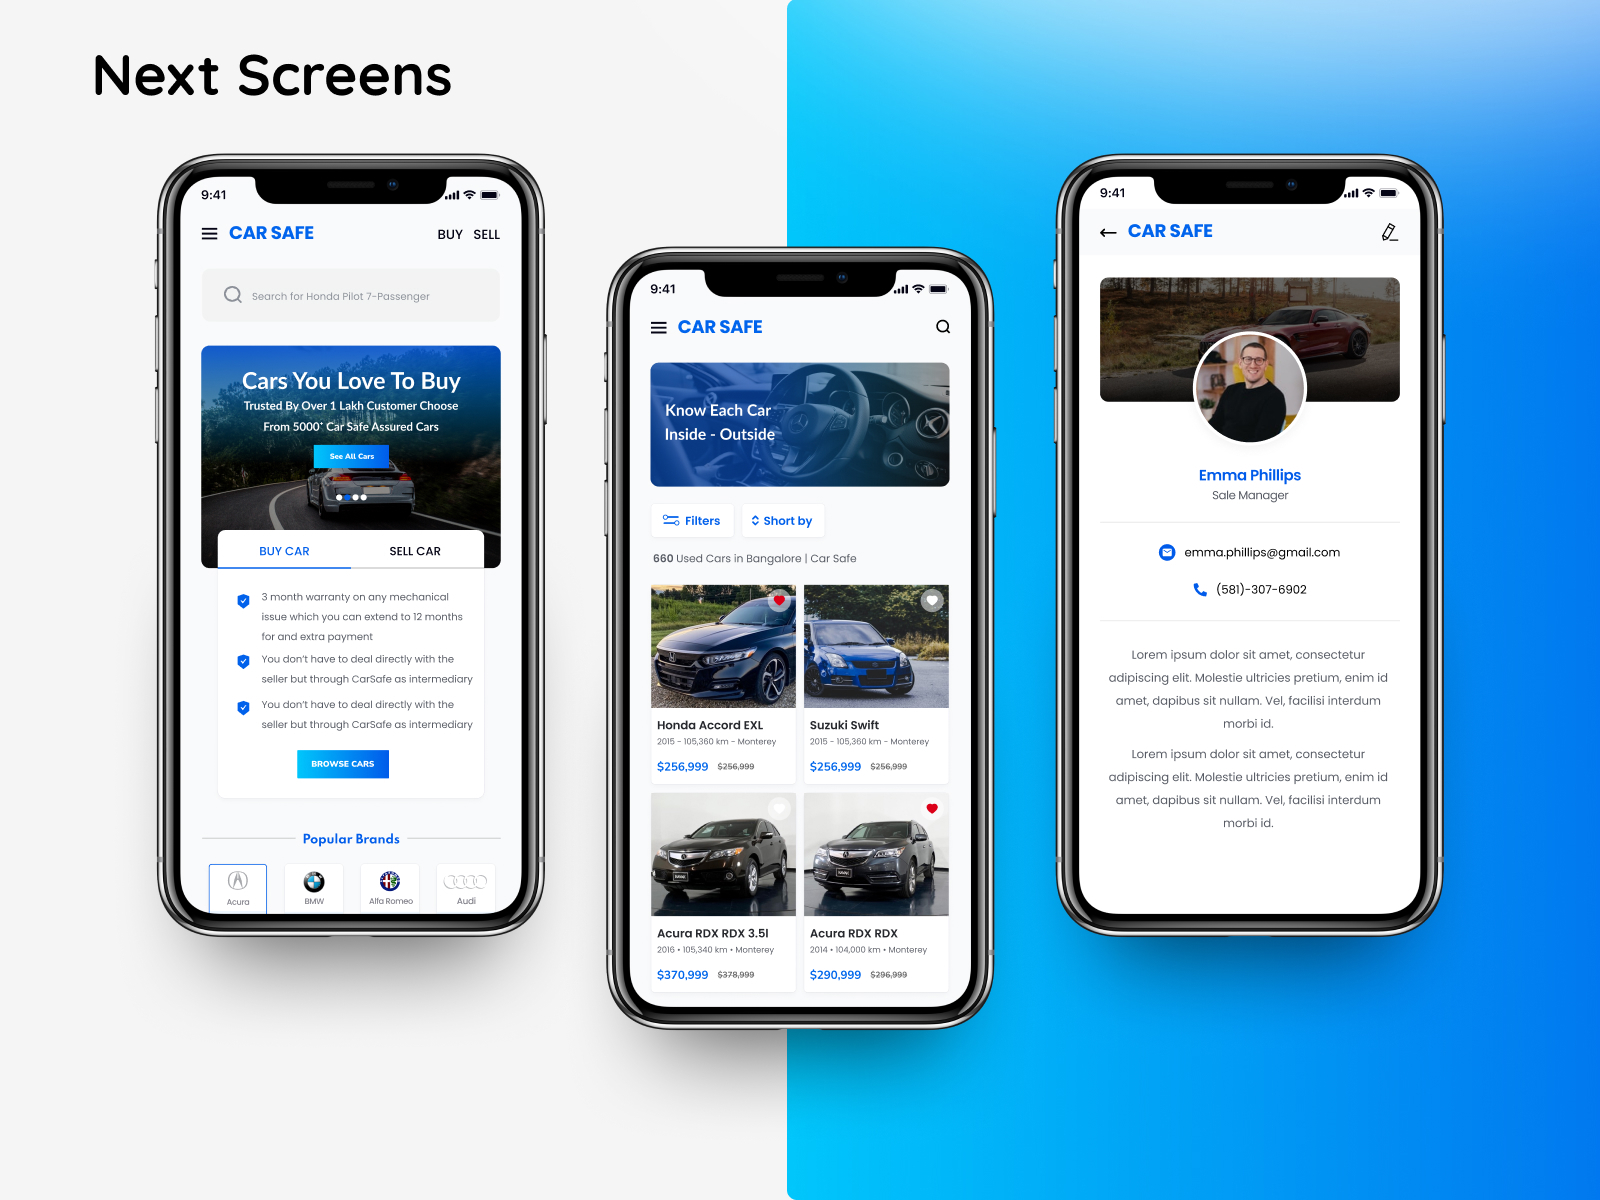 Next Screens
9:41
CAR SAFE
BUY SELL
Search for Honda Pilot 7-Passenger
Cars You Love To Buy
Trusted By Over 1 Lakh Customer Choose
From 5000+ Car Safe Assured Cars
See All Cars
BUY CAR
SELL CAR
3 month warranty on any mechanical
issue which you can extend to 12 months
for and extra payment
You don't have to deal directly with the
seller but through CarSafe as intermediary
You don't have to deal directly with the
seller but through CarSafe as intermediary
BROWSE CARS
Popular Brands
Acura
BMW
Alfa Romeo
Audi
9:41
CAR SAFE
Know Each Car
Inside - Outside
Filters
Short by
660 Used Cars in Bangalore | Car Safe
Honda Accord EXL
2015 - 105,360 km - Monterey
$256,999 $256,999
Suzuki Swift
2015 - 105,360 km - Monterey
$256,999 $256,999
Acura RDX RDX 3.5l
2016 • 105,340 km • Monterey
$370,999 $378,999
Acura RDX RDX
2014 • 104,000 km • Monterey
$290,999 $296,999
9:41
CAR SAFE
Emma Phillips
Sale Manager
emma.phillips@gmail.com
(581)-307-6902
Lorem ipsum dolor sit amet, consectetur
adipiscing elit. Molestie ultricies pretium, enim id
amet, dapibus sit nullam. Vel, facilisi interdum
morbi id.
Lorem ipsum dolor sit amet, consectetur
adipiscing elit. Molestie ultricies pretium, enim id
amet, dapibus sit nullam. Vel, facilisi interdum
morbi id.